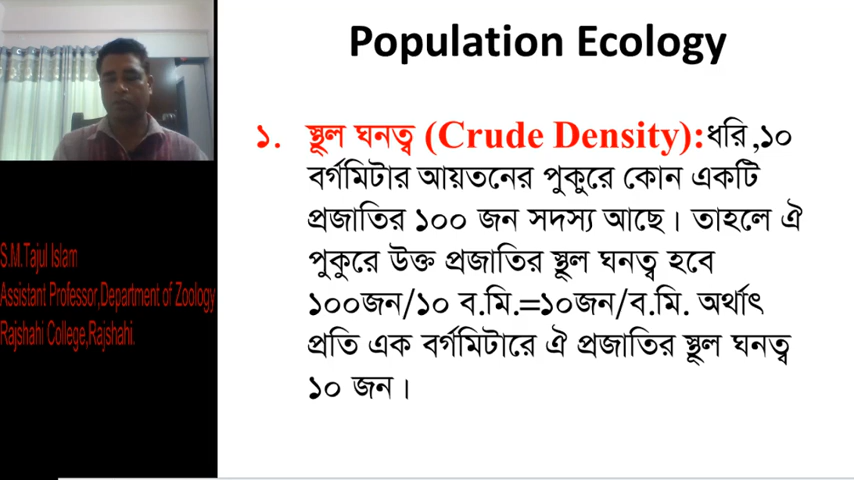 Population Ecology
১. স্থূল ঘনত্ব (Crude Density):ধরি ,১০
বর্গমিটার আয়তনের পুকুরে কোন একটি
প্রজাতির ১০০ জন সদস্য আছে। তাহলে ঐ
পুকুরে উক্ত প্রজাতির স্থূল ঘনত্ব হবে
১০০জন/১০ ব.মি.=১০জন/ব.মি. অর্থাৎ
প্রতি এক বর্গমিটারে ঐ প্রজাতির স্থূল ঘনত্ব
১০ জন।
S.M.Tajul Islam
Assistant Professor,Department of Zoology
Rajshahi College,Rajshahi.